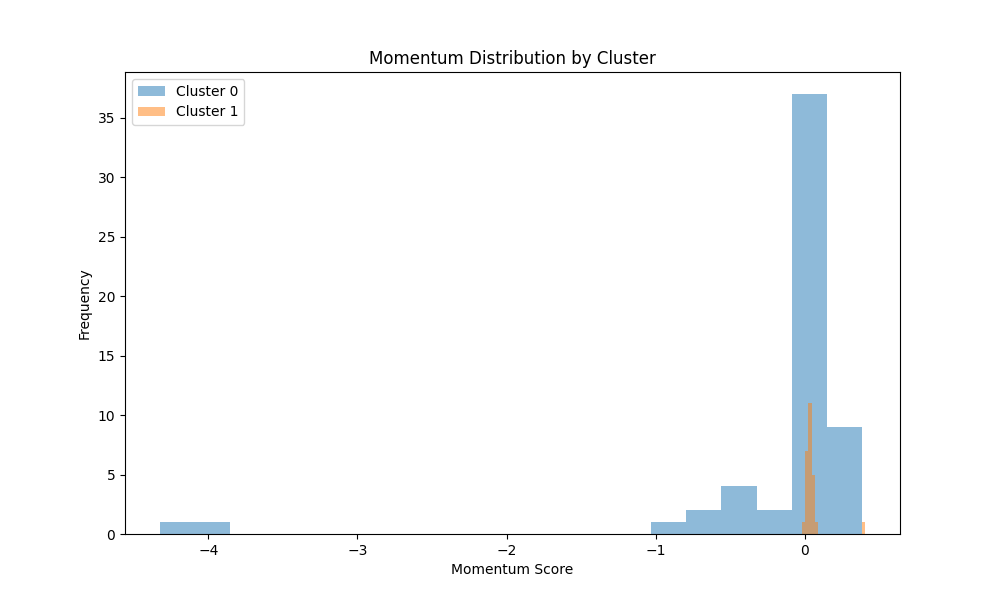 Momentum Distribution by Cluster
Cluster 0
Cluster 1
Frequency
35
30
25
20
15
10
5
0
−4
−3
−2
−1
0
Momentum Score